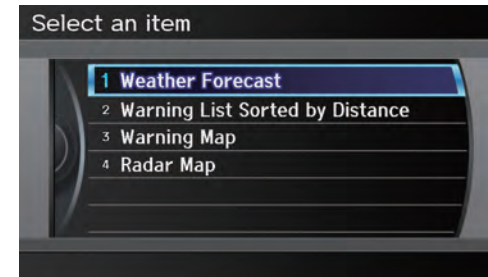 Select an item
1 Weather Forecast
2 Warning List Sorted by Distance
3 Warning Map
4 Radar Map